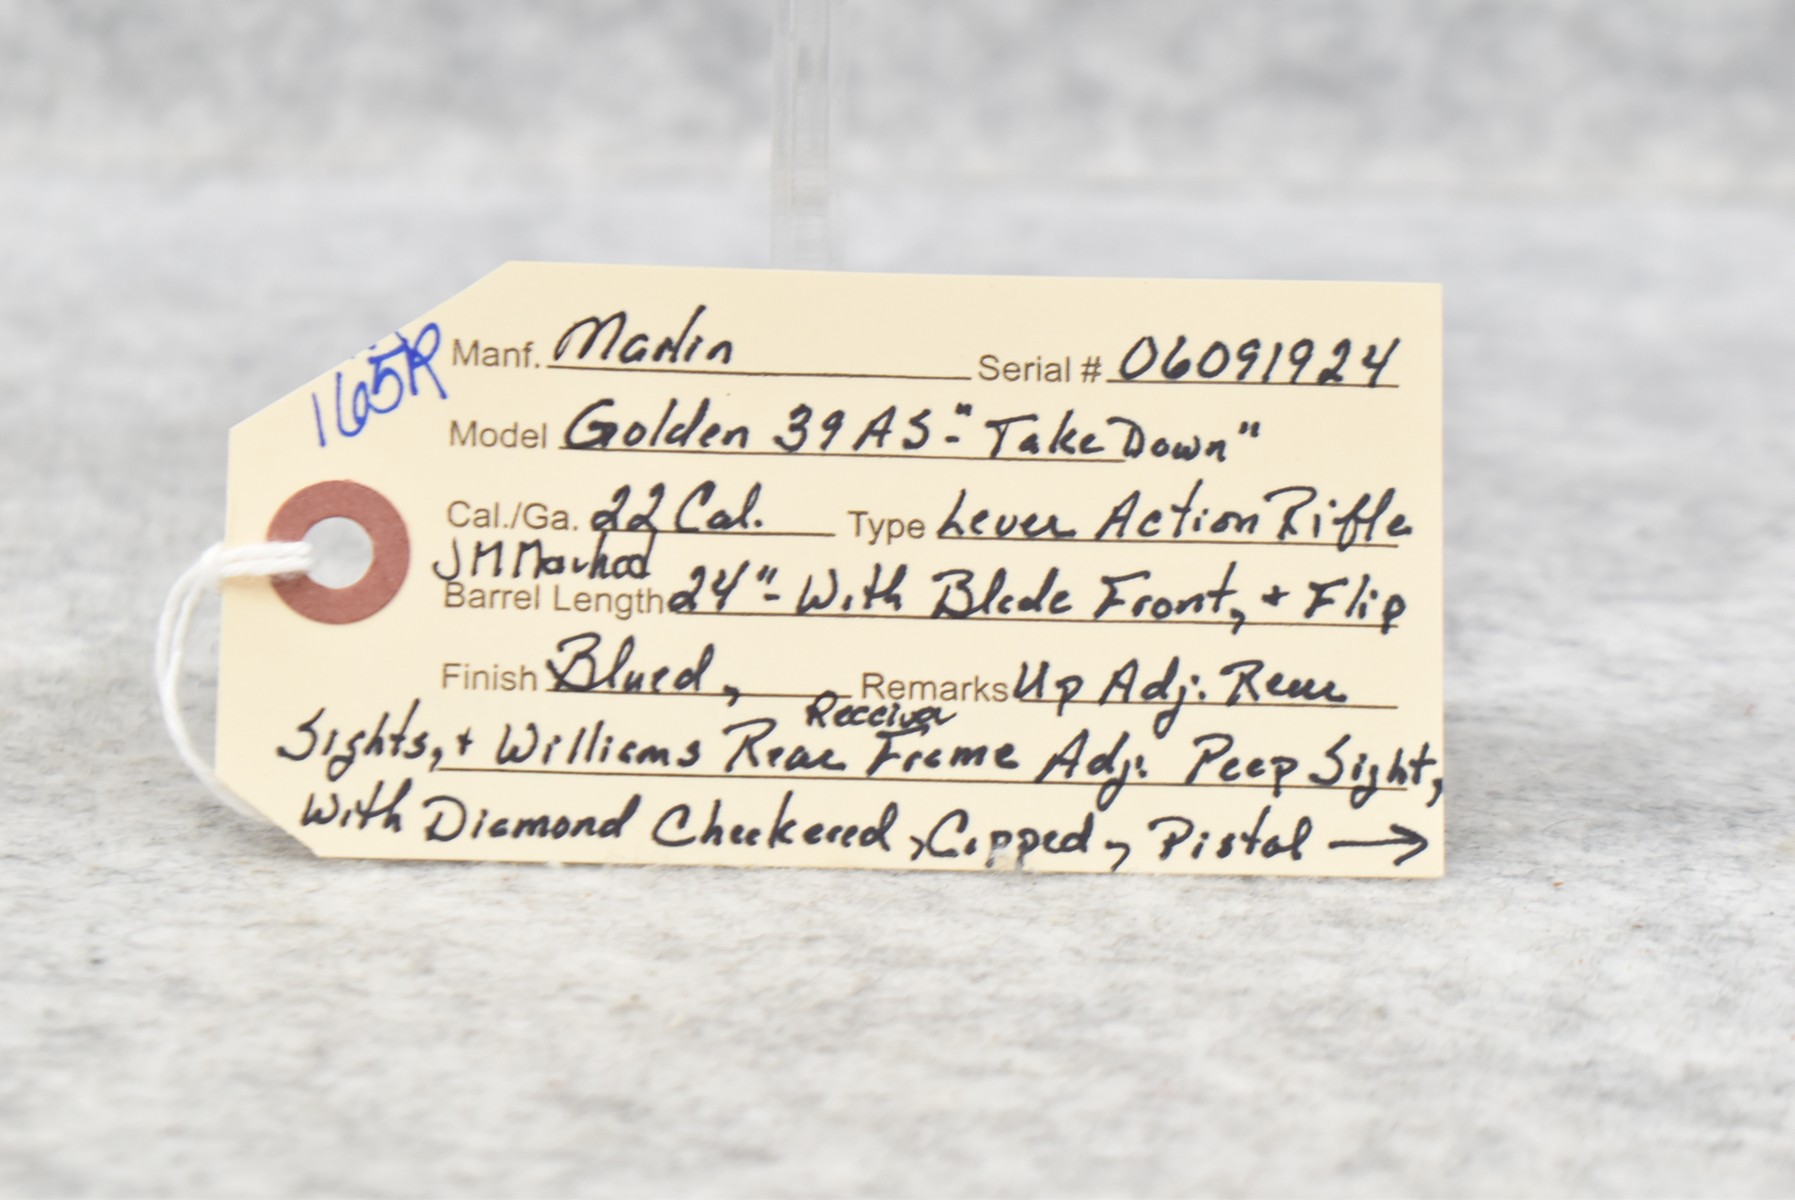 165R
Manf. Marlin Serial # 06091924
Model Golden 39AS-"Take Down"
Cal./Ga. 22 Cal. Type Lever Action Rifle
JM Marked
Barrel Length 24"- With Blade Front, + Flip
Finish Blued, Remarks Up Adj. Rear
Receiver
Sights, + Williams Rear Frame Adj. Peep Sight,
With Diamond Checkered, Capped, Pistol →